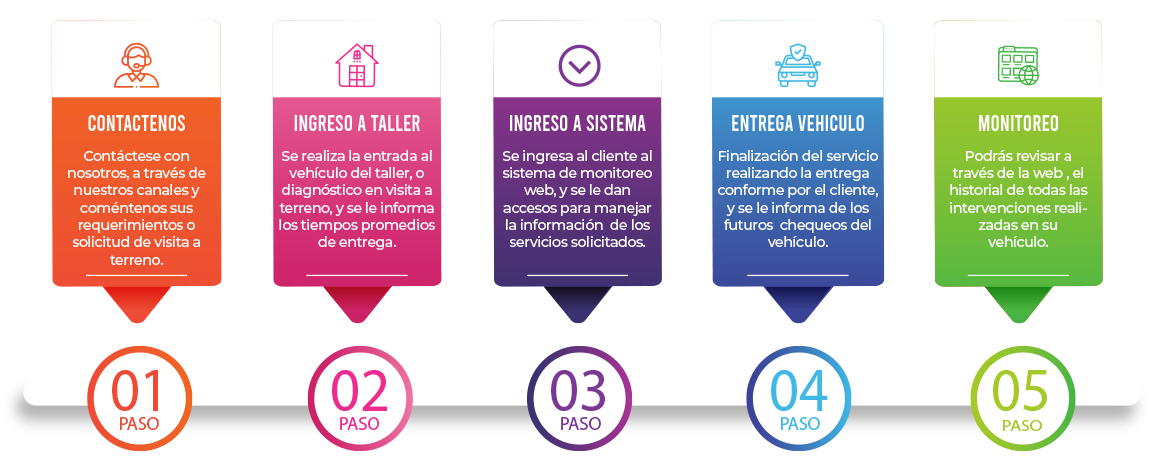 CONTACTENOS
Contáctese con
nosotros, a través de
nuestros canales y
coméntenos sus
requerimientos o
solicitud de visita a
terreno.
01
PASO
INGRESO A TALLER
Se realiza la entrada al
vehículo del taller, o
diagnóstico en visita a
terreno, y se le informa
los tiempos promedios
de entrega.
02
PASO
INGRESO A SISTEMA
Se ingresa al cliente al
sistema de monitoreo
web, y se le dan
accesos para manejar
la información de los
servicios solicitados.
03
PASO
ENTREGA VEHICULO
Finalización del servicio
realizando la entrega
conforme por el cliente,
y se le informa de los
futuros chequeos del
vehículo.
04
PASO
MONITOREO
Podrás revisar a
través de la web , el
historial de todas las
intervenciones reali-
zadas en su
vehículo.
05
PASO